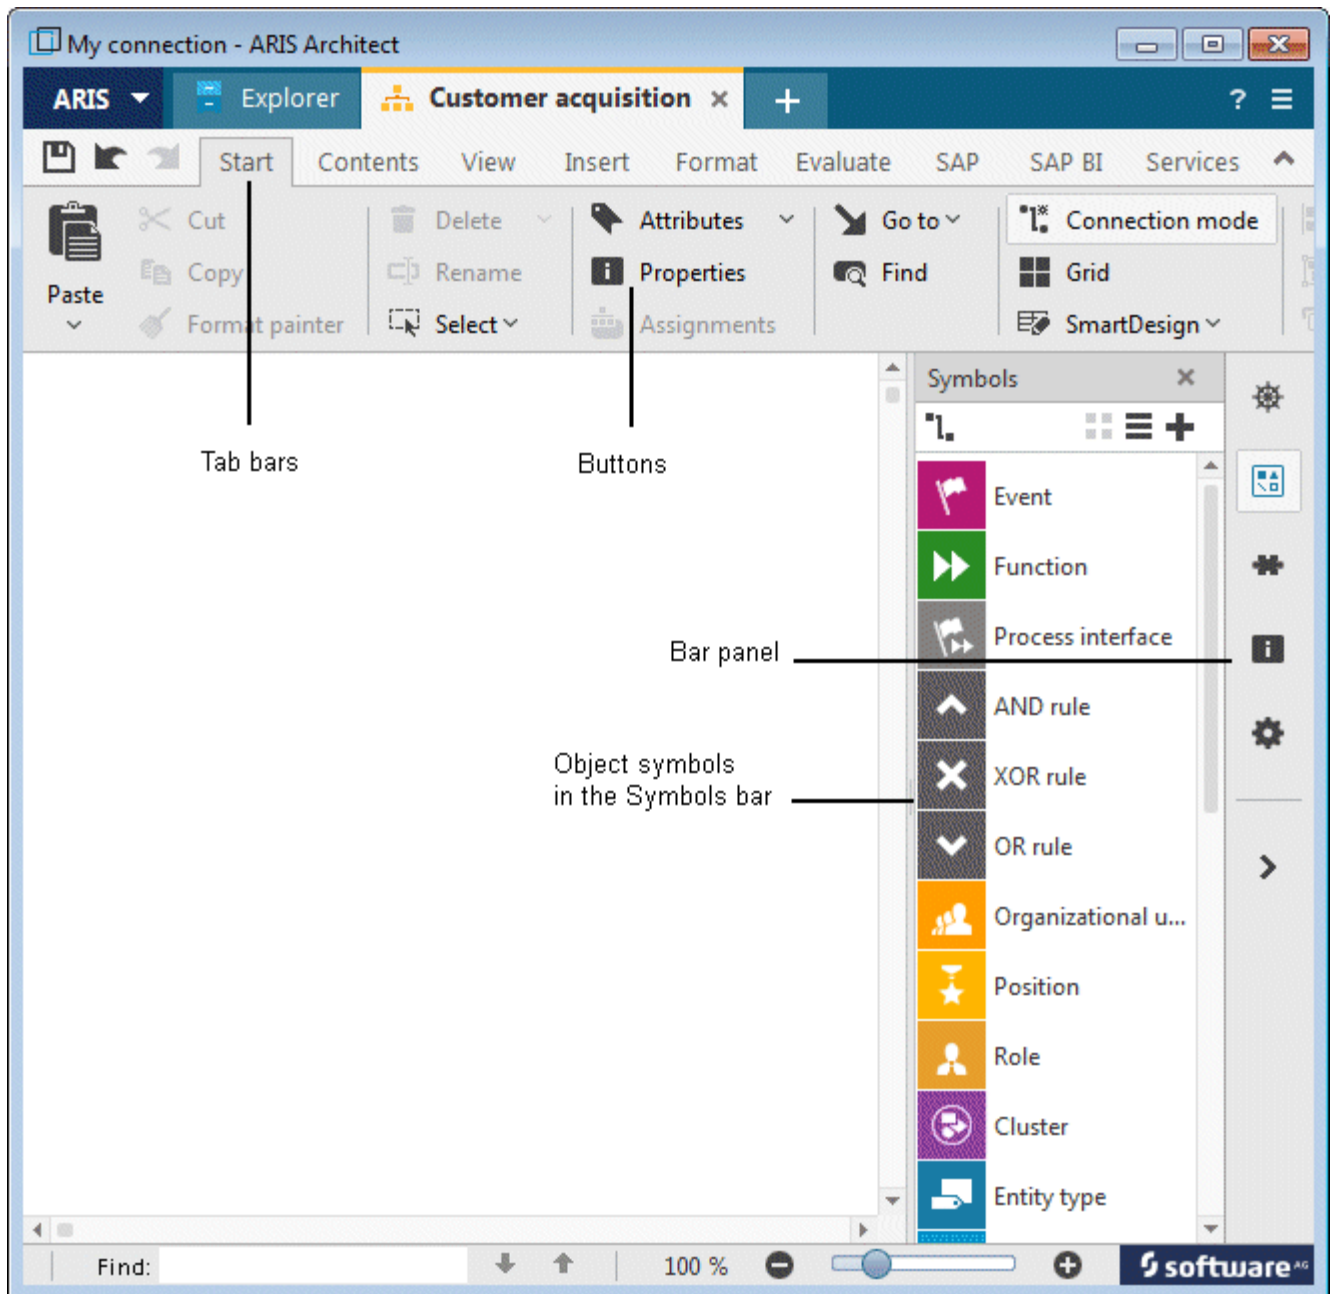 My connection - ARIS Architect
ARIS Explorer Customer acquisition
Start Contents View Insert Format Evaluate SAP SAP BI Services
Cut Delete Attributes Go to Connection mode
Paste Copy Rename Properties Find Grid
Format painter Select Assignments SmartDesign
Symbols
Tab bars
Buttons
Event
Function
Process interface
Bar panel
AND rule
Object symbols
in the Symbols bar
XOR rule
OR rule
Organizational u...
Position
Role
Cluster
Entity type
Find: 100 % software AG